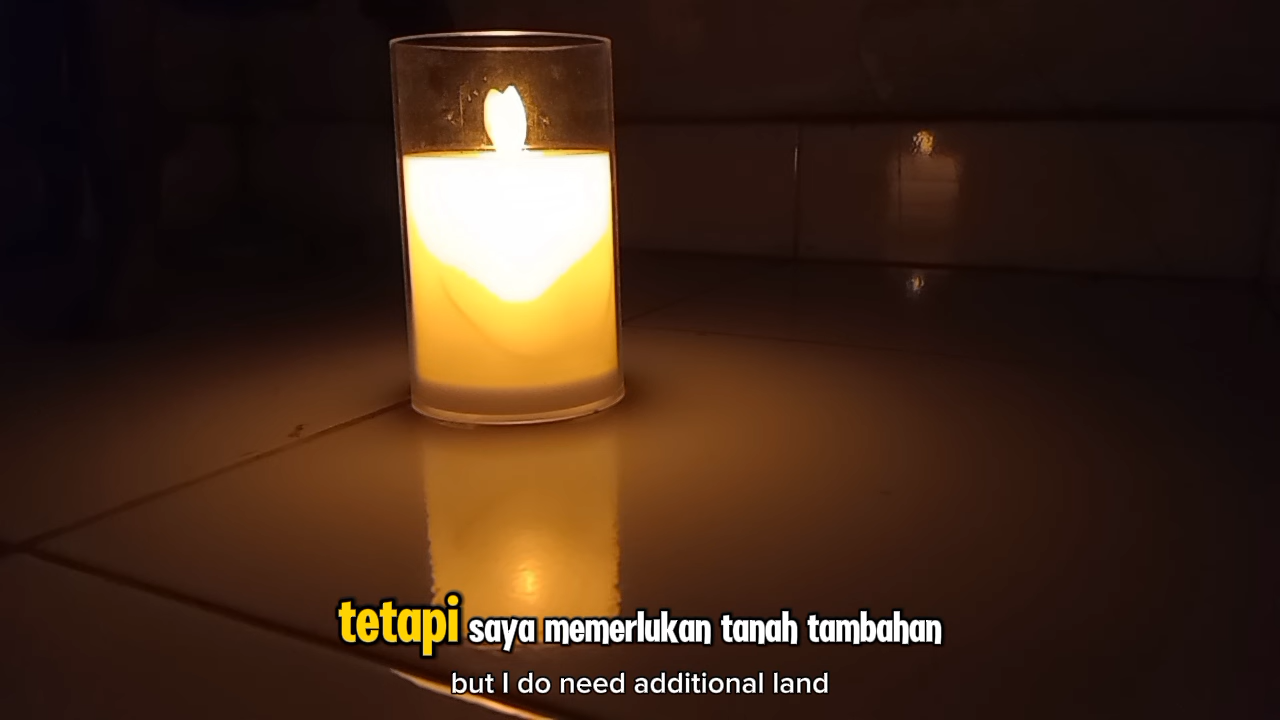 tetapi saya memerlukan tanah tambahan
but I do need additional land